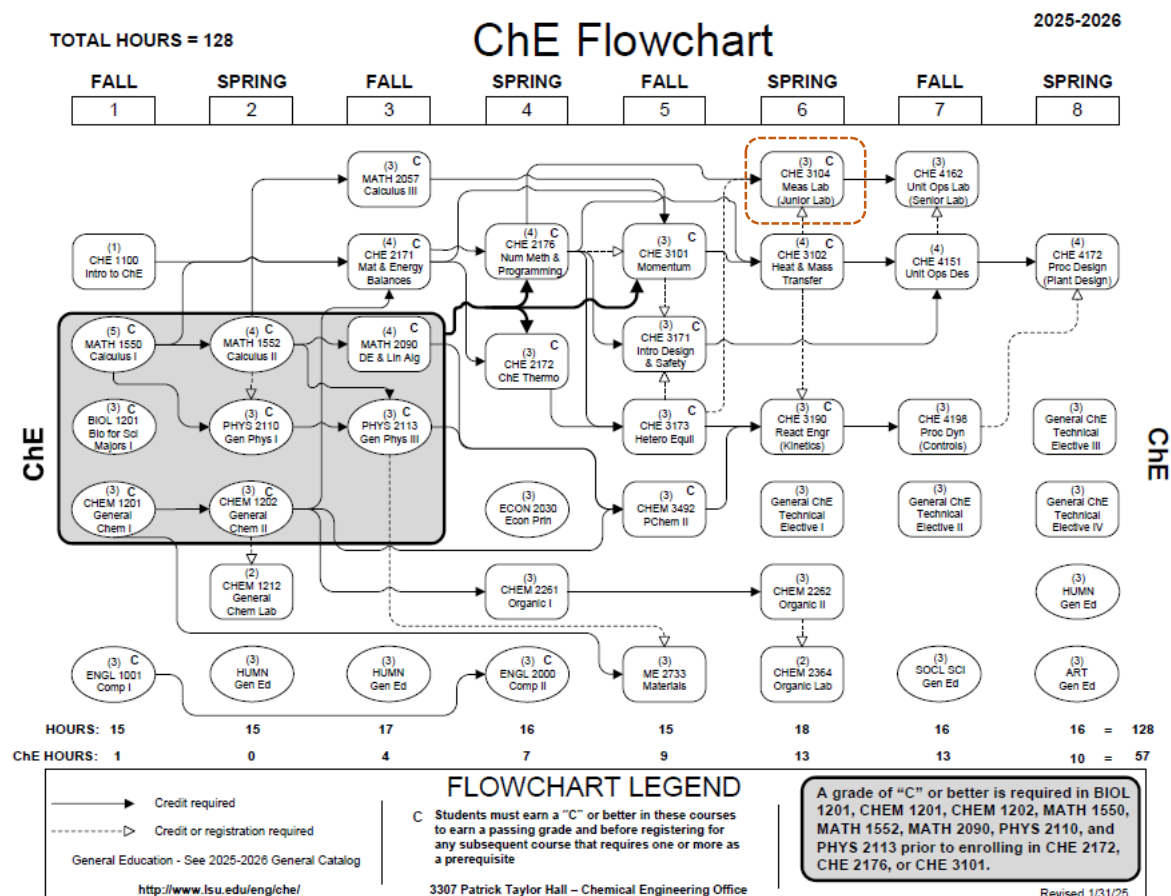 2025-2026
TOTAL HOURS = 128
ChE Flowchart
FALL
SPRING
FALL
SPRING
FALL
SPRING
FALL
SPRING
1
2
3
4
5
6
7
8
(3) C
MATH 2057
Calculus III
(3) C
CHE 3104
Meas Lab
(Junior Lab)
(3)
CHE 4162
Unit Ops Lab
(Senior Lab)
(1)
CHE 1100
Intro to ChE
(4) C
CHE 2171
Mat & Energy
Balances
(4) C
CHE 2176
Num Meth &
Programming
(3) C
CHE 3101
Momentum
(4) C
CHE 3102
Heat & Mass
Transfer
(4)
CHE 4151
Unit Ops Des
(4)
CHE 4172
Proc Design
(Plant Design)
(5) C
MATH 1550
Calculus I
(4) C
MATH 1552
Calculus II
(4) C
MATH 2090
DE & Lin Alg
(3) C
CHE 2172
ChE Thermo
(3) C
CHE 3171
Intro Design
& Safety
ChE
(3) C
BIOL 1201
Bio for Sci
Majors I
(3) C
PHYS 2110
Gen Phys I
(3) C
PHYS 2113
Gen Phys III
(3) C
CHE 3173
Hetero Equil
(3) C
CHE 3190
React Engr
(Kinetics)
(3)
CHE 4198
Proc Dyn
(Controls)
(3)
General ChE
Technical
Elective III
ChE
(3) C
CHEM 1201
General
Chem I
(3) C
CHEM 1202
General
Chem II
(3)
ECON 2030
Econ Prin
(3) C
CHEM 3492
PChem II
(3)
General ChE
Technical
Elective I
(3)
General ChE
Technical
Elective II
(3)
General ChE
Technical
Elective IV
(2)
CHEM 1212
General
Chem Lab
(3)
CHEM 2261
Organic I
(3)
CHEM 2262
Organic II
(3)
HUMN
Gen Ed
(3) C
ENGL 1001
Comp I
(3)
HUMN
Gen Ed
(3)
HUMN
Gen Ed
(3) C
ENGL 2000
Comp II
(3)
ME 2733
Materials
(2)
CHEM 2364
Organic Lab
(3)
SOCL SCI
Gen Ed
(3)
ART
Gen Ed
HOURS: 15 15 17 16 15 18 16 16 = 128
ChE HOURS: 1 0 4 7 9 13 13 10 = 57
FLOWCHART LEGEND
Credit required
Credit or registration required
General Education - See 2025-2026 General Catalog
http://www.lsu.edu/eng/che/
C Students must earn a "C" or better in these courses
to earn a passing grade and before registering for
any subsequent course that requires one or more as
a prerequisite
3307 Patrick Taylor Hall – Chemical Engineering Office
A grade of "C" or better is required in BIOL
1201, CHEM 1201, CHEM 1202, MATH 1550,
MATH 1552, MATH 2090, PHYS 2110, and
PHYS 2113 prior to enrolling in CHE 2172,
CHE 2176, or CHE 3101.
Revised 1/31/25